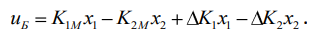 u_Б = K_{1M}x_1 − K_{2M}x_2 + ΔK_1x_1 − ΔK_2x_2 .